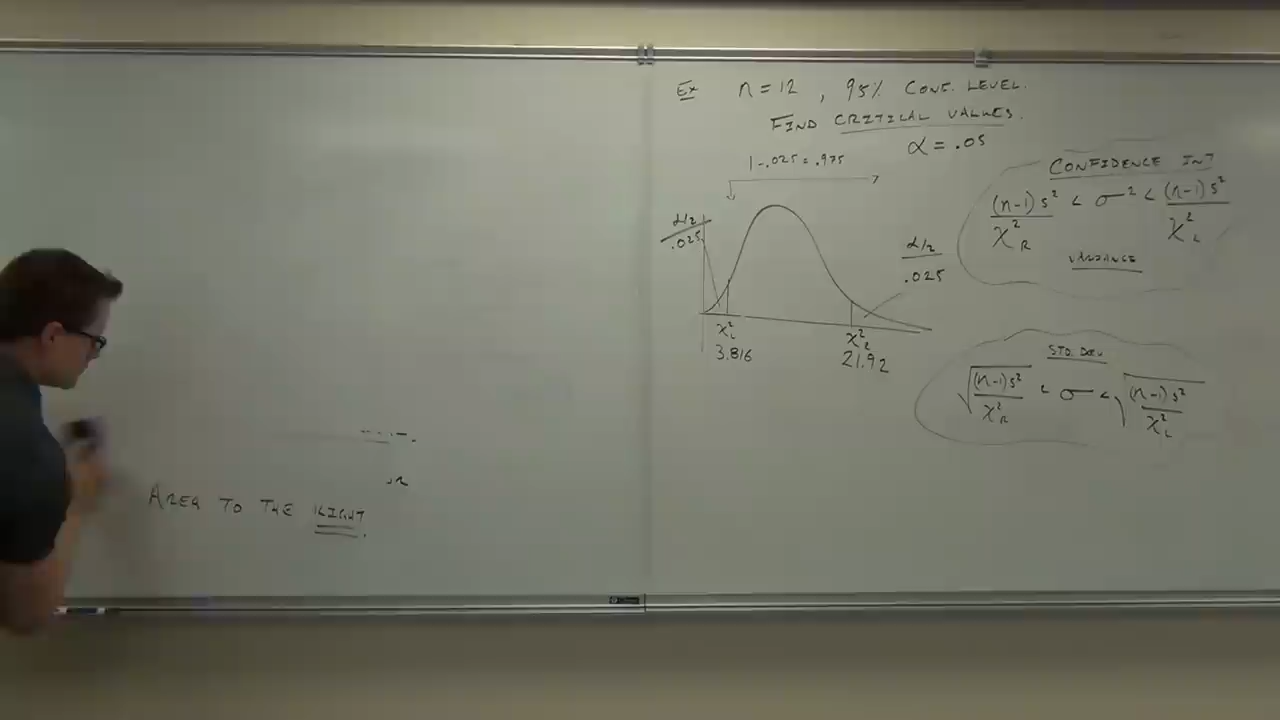 AREA TO THE RIGHT.
Ex n = 12, 95% CONF. LEVEL.
FIND CRITICAL VALUES.
α = .05
1-.025 = .975
α/2
.025
α/2
.025
χ²L
3.816
χ²R
21.92
CONFIDENCE INT
(n-1)s²/χ²R < σ² < (n-1)s²/χ²L
VARIANCE
STD. DEV
√(n-1)s²/χ²R < σ < √(n-1)s²/χ²L